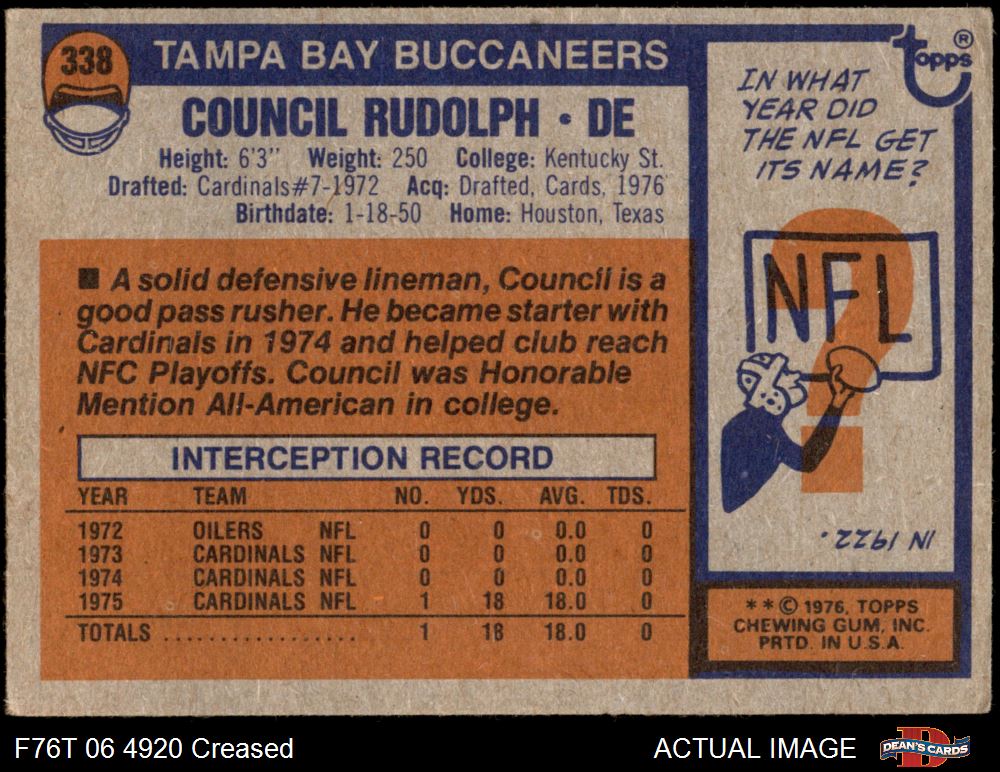 338
TAMPA BAY BUCCANEERS
COUNCIL RUDOLPH · DE
Height: 6'3" Weight: 250 College: Kentucky St.
Drafted: Cardinals#7-1972 Acq: Drafted, Cards, 1976
Birthdate: 1-18-50 Home: Houston, Texas
■ A solid defensive lineman, Council is a
good pass rusher. He became starter with
Cardinals in 1974 and helped club reach
NFC Playoffs. Council was Honorable
Mention All-American in college.
INTERCEPTION RECORD
YEAR TEAM NO. YDS. AVG. TDS.
1972 OILERS NFL 0 0 0.0 0
1973 CARDINALS NFL 0 0 0.0 0
1974 CARDINALS NFL 0 0 0.0 0
1975 CARDINALS NFL 1 18 18.0 0
TOTALS .................. 1 18 18.0 0
topps®
IN WHAT
YEAR DID
THE NFL GET
ITS NAME?
?
NFL
IN 1922.
**© 1976, TOPPS
CHEWING GUM, INC.
PRTD. IN U.S.A.
F76T 06 4920 Creased
ACTUAL IMAGE
DEAN'S CARDS